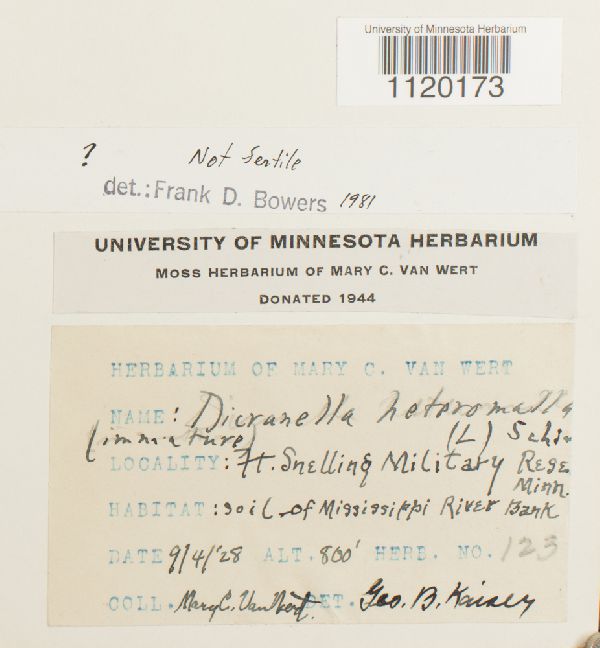 University of Minnesota Herbarium
1120173
? Not fertile
det.: Frank D. Bowers 1981
UNIVERSITY OF MINNESOTA HERBARIUM
MOSS HERBARIUM OF MARY C. VAN WERT
DONATED 1944
HERBARIUM OF MARY C. VAN WERT
NAME: Dicranella heteromalla
(immature) (L) Schi
LOCALITY: Ft. Snelling Military Rese
Minn.
HABITAT: soil of Mississippi River Bank
DATE 9/4/'28 ALT. 800' HERB. NO. 123
COLL. Mary C. Van Wert. DET. Geo. B. Kaiser